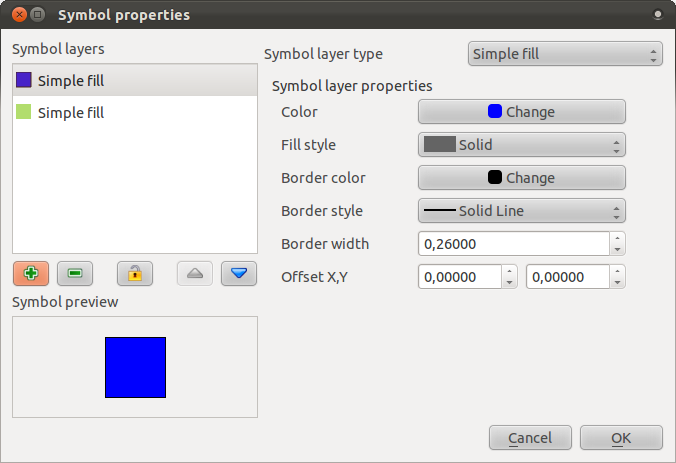 Symbol properties
Symbol layers
Symbol layer type
Simple fill
Simple fill
Simple fill
Symbol layer properties
Color
Change
Fill style
Solid
Border color
Change
Border style
Solid Line
Border width
0,26000
Offset X,Y
0,00000
0,00000
Symbol preview
Cancel
OK